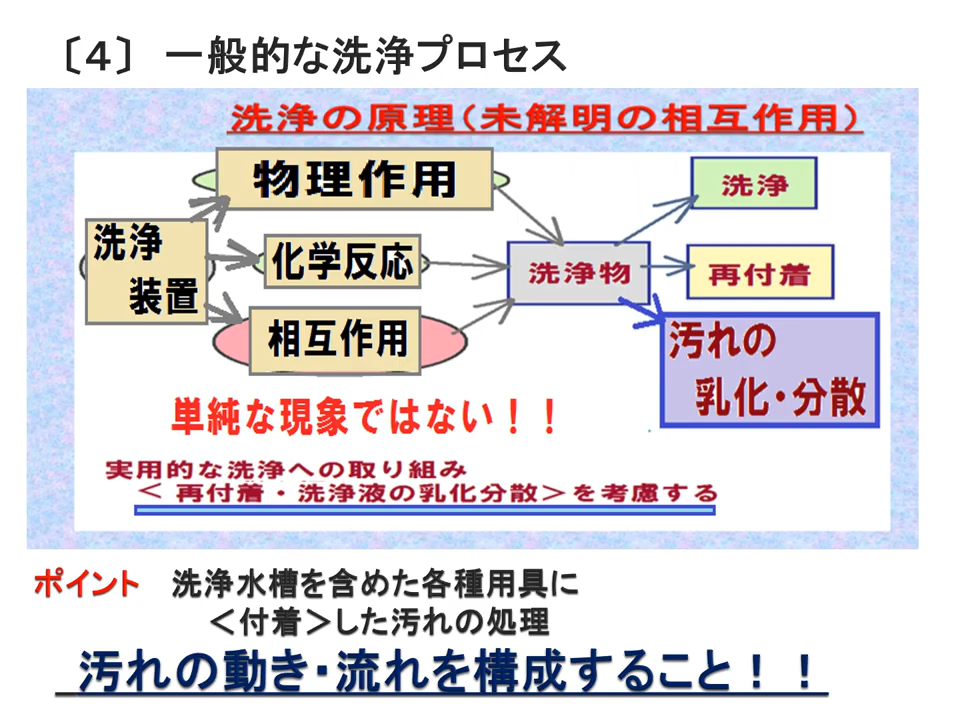 〔４〕 一般的な洗浄プロセス
洗浄の原理(未解明の相互作用)
物理作用
洗浄
洗浄
装置
化学反応
洗浄物
再付着
相互作用
汚れの
乳化・分散
単純な現象ではない！！
実用的な洗浄への取り組み
＜ 再付着・洗浄液の乳化分散＞を考慮する
ポイント 洗浄水槽を含めた各種用具に
＜付着＞した汚れの処理
汚れの動き・流れを構成すること！！